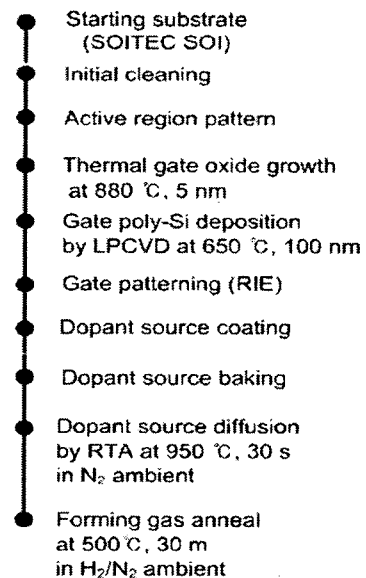 Starting substrate
(SOITEC SOI)
Initial cleaning
Active region pattern
Thermal gate oxide growth
at 880 ℃, 5 nm
Gate poly-Si deposition
by LPCVD at 650 ℃, 100 nm
Gate patterning (RIE)
Dopant source coating
Dopant source baking
Dopant source diffusion
by RTA at 950 ℃, 30 s
in N₂ ambient
Forming gas anneal
at 500℃, 30 m
in H₂/N₂ ambient